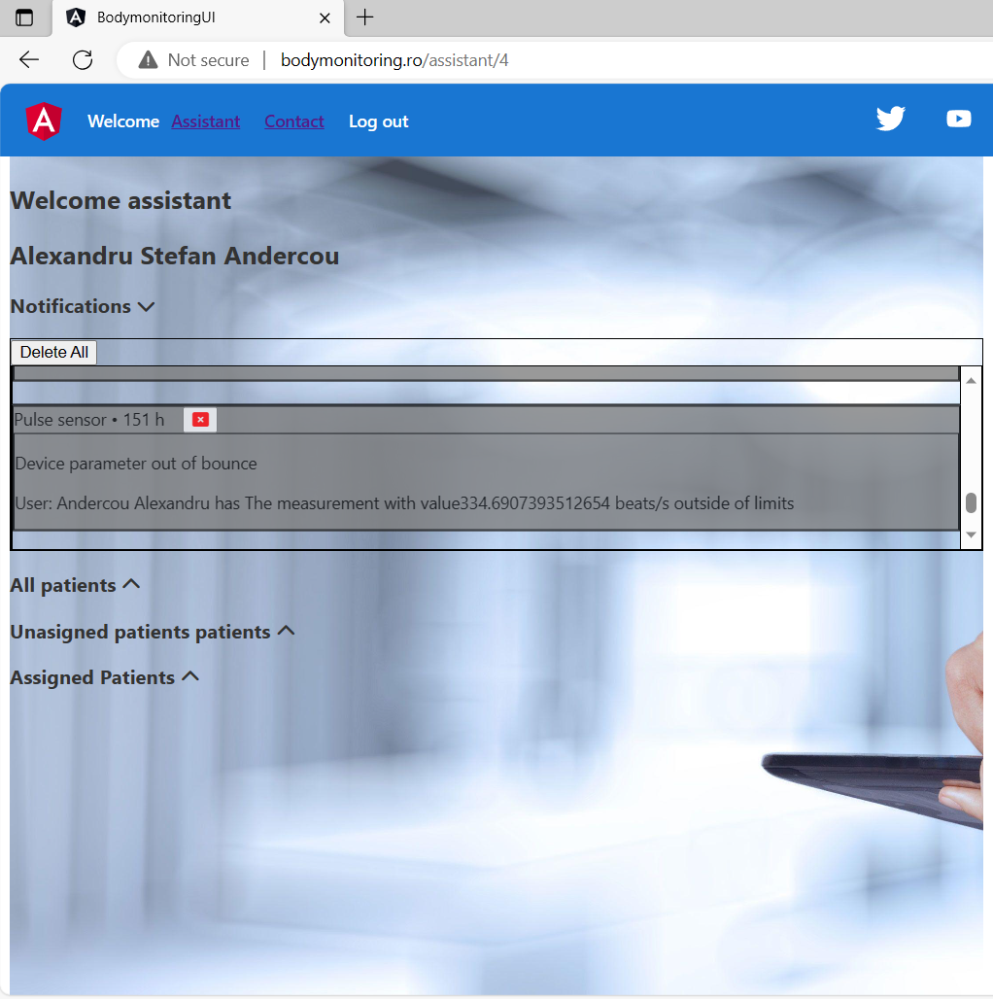 BodymonitoringUI
Not secure bodymonitoring.ro/assistant/4
A Welcome Assistant Contact Log out
Welcome assistant
Alexandru Stefan Andercou
Notifications
Delete All
Pulse sensor • 151 h
Device parameter out of bounce
User: Andercou Alexandru has The measurement with value334.6907393512654 beats/s outside of limits
All patients
Unasigned patients patients
Assigned Patients